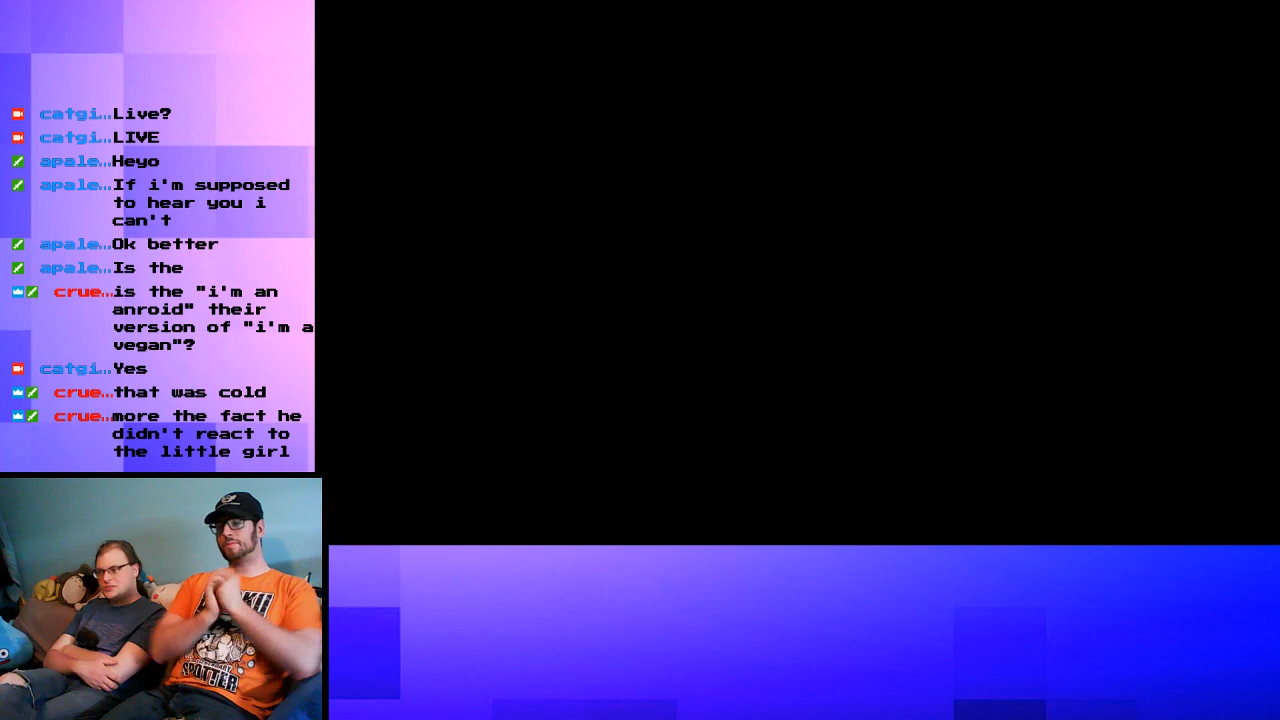 catgi...Live?
catgi...LIVE
apale...Heyo
apale...If i'm supposed
to hear you i
can't
apale...Ok better
apale...Is the
crue...is the "i'm an
anroid" their
version of "i'm a
vegan"?
catgi...Yes
crue...that was cold
crue...more the fact he
didn't react to
the little girl
SPOTTER